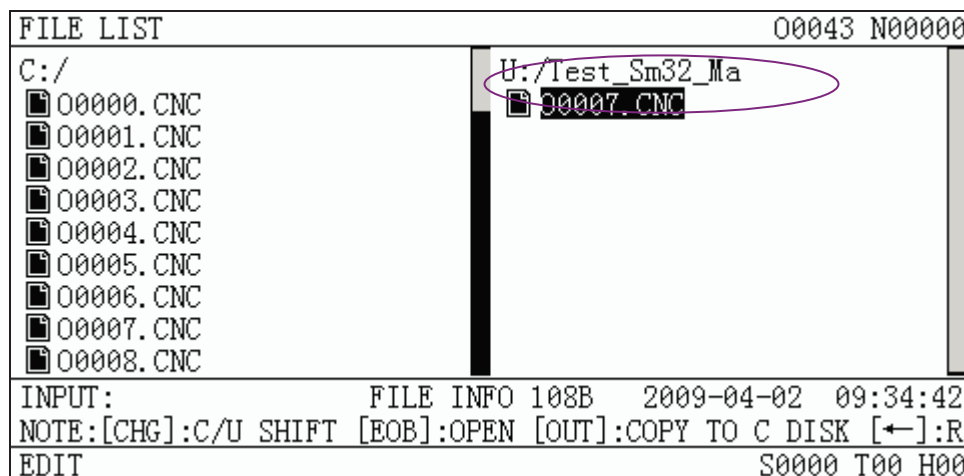 FILE LIST O0043 N00000
C:/
O0000.CNC
O0001.CNC
O0002.CNC
O0003.CNC
O0004.CNC
O0005.CNC
O0006.CNC
O0007.CNC
O0008.CNC
U:/Test_Sm32_Ma
O0007.CNC
INPUT: FILE INFO 108B 2009-04-02 09:34:42
NOTE:[CHG]:C/U SHIFT [EOB]:OPEN [OUT]:COPY TO C DISK [←]:R
EDIT S0000 T00 H00